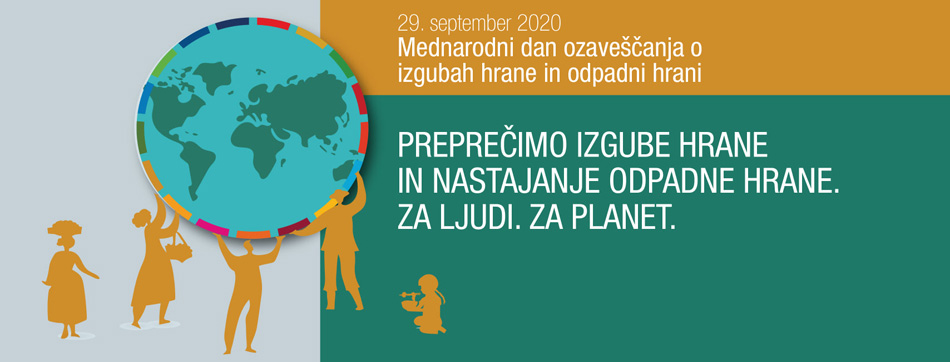 29. september 2020
Mednarodni dan ozaveščanja o
izgubah hrane in odpadni hrani
PREPREČIMO IZGUBE HRANE
IN NASTAJANJE ODPADNE HRANE.
ZA LJUDI. ZA PLANET.